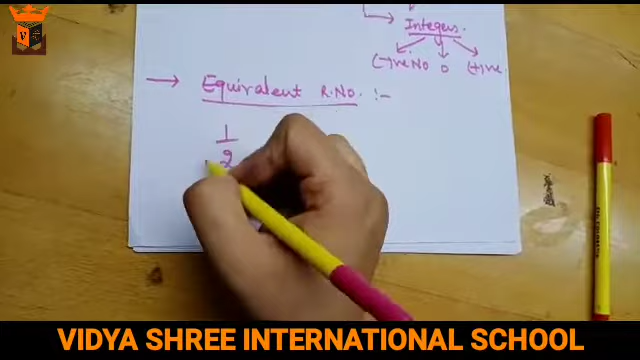 Integers.
(-)ve No 0 (+)ve.
→ Equivalent R.No. :-
1
2
VIDYA SHREE INTERNATIONAL SCHOOL